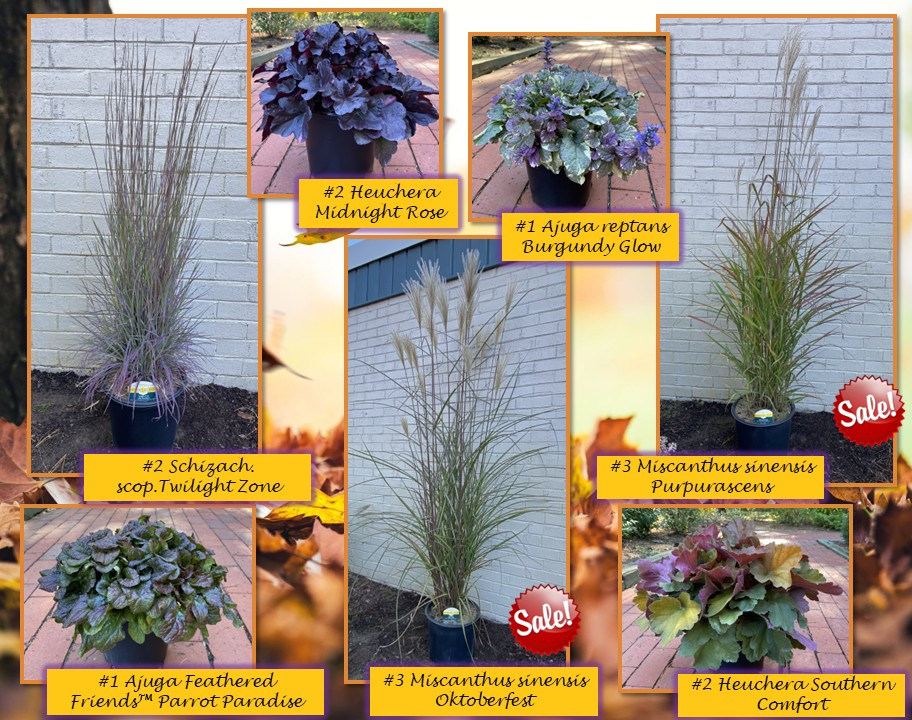 #2 Heuchera
Midnight Rose
#1 Ajuga reptans
Burgundy Glow
Sale!
#2 Schizach.
scop.Twilight Zone
#3 Miscanthus sinensis
Purpurascens
Sale!
#1 Ajuga Feathered
Friends™ Parrot Paradise
#3 Miscanthus sinensis
Oktoberfest
#2 Heuchera Southern
Comfort